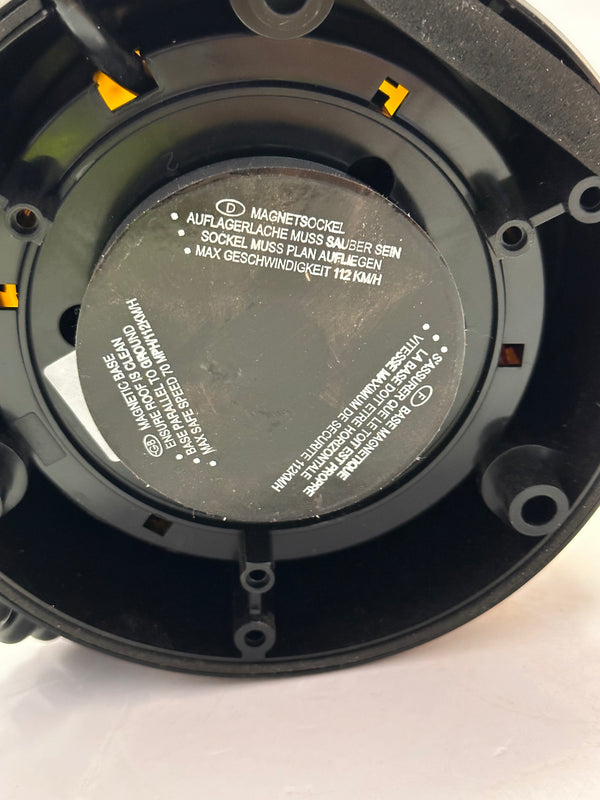 D MAGNETSOCKEL
• AUFLAGERLACHE MUSS SAUBER SEIN
• SOCKEL MUSS PLAN AUFLIEGEN
• MAX GESCHWINDIGKEIT 112 KM/H
F BASE MAGNETIQUE
• S'ASSURER QUE LE TOIT EST PROPRE
• LA BASE DOIT ETRE HORIZONTALE
• VITESSE MAXIMUM DE SECURITE 112KM/H
GB MAGNETIC BASE
• ENSURE ROOF IS CLEAN
• BASE PARALLEL TO GROUND
• MAX SAFE SPEED 70 MPH/112KM/H
2